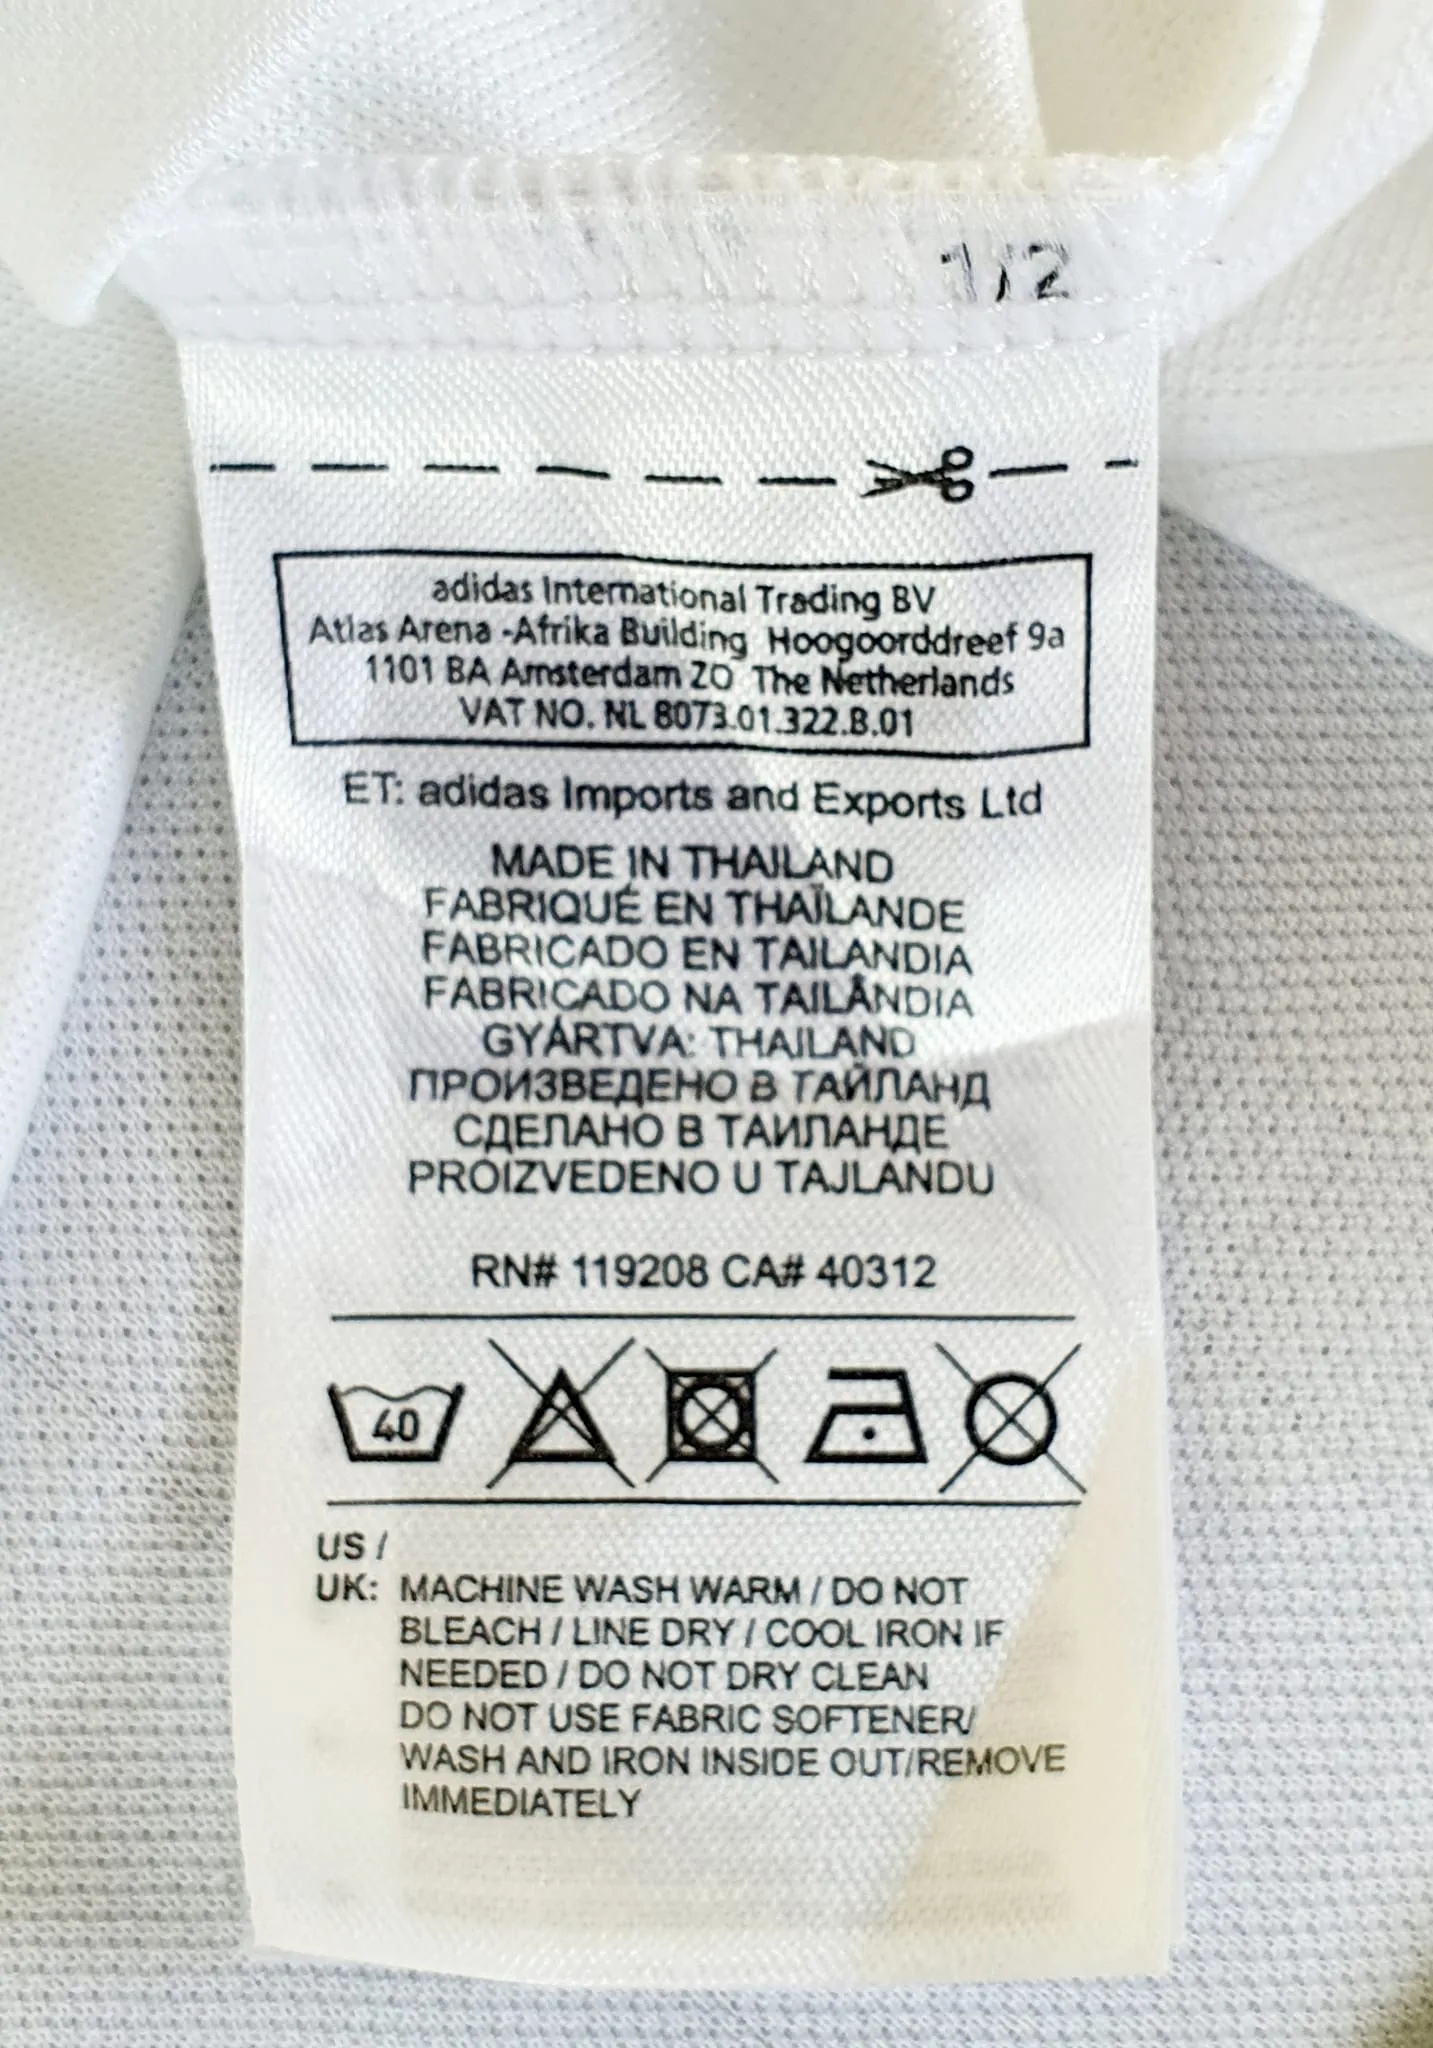 1/2
adidas International Trading BV
Atlas Arena -Afrika Building Hoogoorddreef 9a
1101 BA Amsterdam ZO The Netherlands
VAT NO. NL 8073.01.322.B.01
ET: adidas Imports and Exports Ltd
MADE IN THAILAND
FABRIQUÉ EN THAÏLANDE
FABRICADO EN TAILANDIA
FABRICADO NA TAILÂNDIA
GYÁRTVA: THAILAND
ПРОИЗВЕДЕНО В ТАЙЛАНД
СДЕЛАНО В ТАИЛАНДЕ
PROIZVEDENO U TAJLANDU
RN# 119208 CA# 40312
40
US /
UK: MACHINE WASH WARM / DO NOT
BLEACH / LINE DRY / COOL IRON IF
NEEDED / DO NOT DRY CLEAN
DO NOT USE FABRIC SOFTENER/
WASH AND IRON INSIDE OUT/REMOVE
IMMEDIATELY